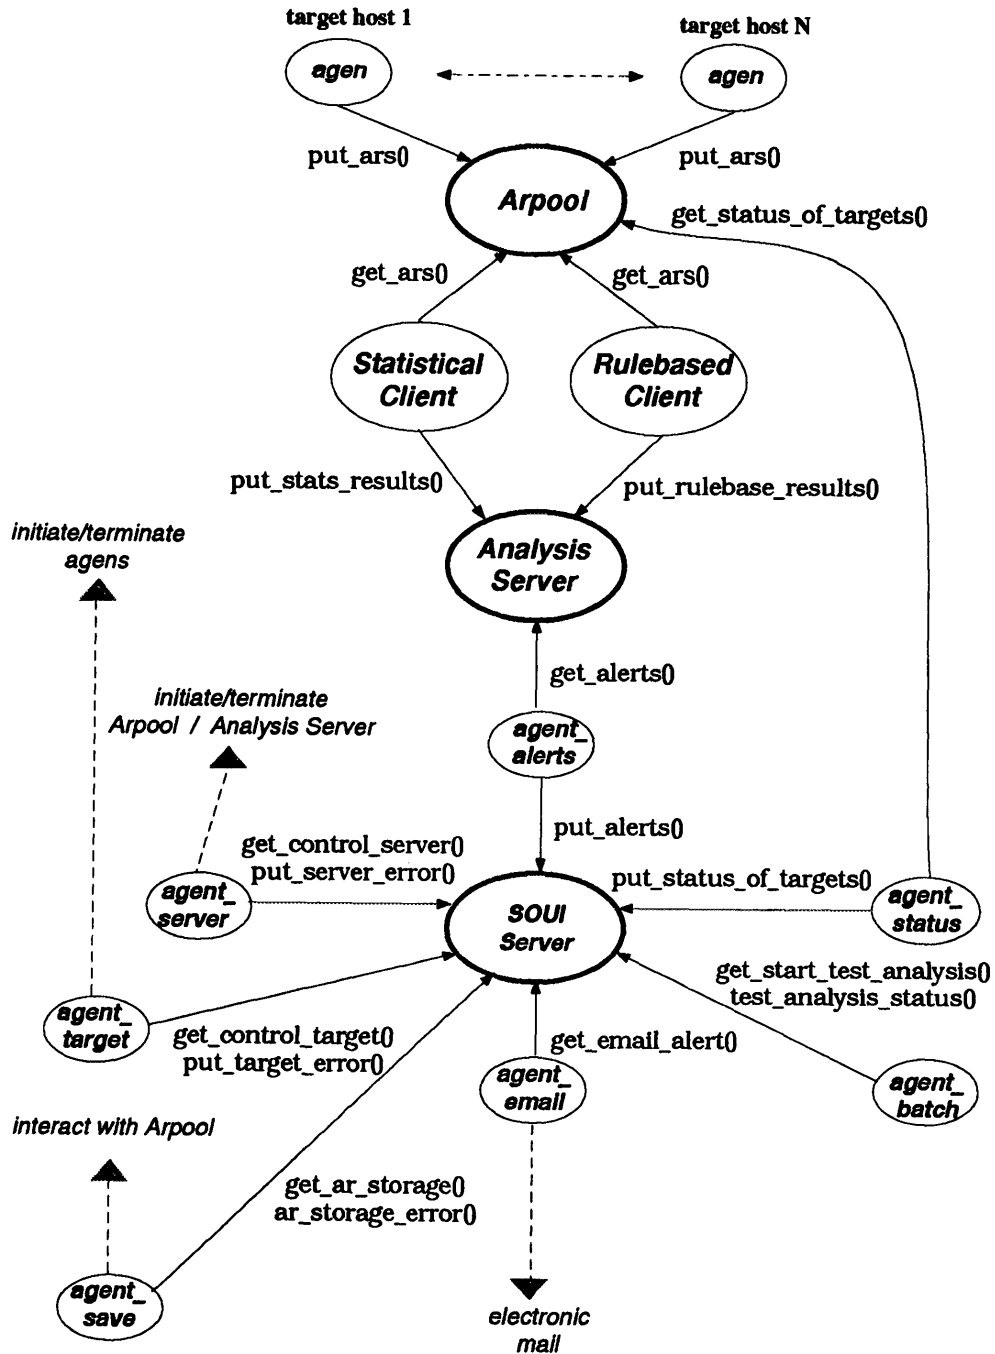 target host 1
target host N
agen
agen
put_ars()
put_ars()
Arpool
get_status_of_targets()
get_ars()
get_ars()
Statistical
Client
Rulebased
Client
put_stats_results()
put_rulebase_results()
initiate/terminate
agens
Analysis
Server
get_alerts()
initiate/terminate
Arpool / Analysis Server
agent_
alerts
put_alerts()
get_control_server()
put_server_error()
put_status_of_targets()
agent_
server
SOUI
Server
agent_
status
get_start_test_analysis()
test_analysis_status()
agent_
target
get_control_target()
put_target_error()
get_email_alert()
agent_
email
agent_
batch
interact with Arpool
get_ar_storage()
ar_storage_error()
agent_
save
electronic
mail